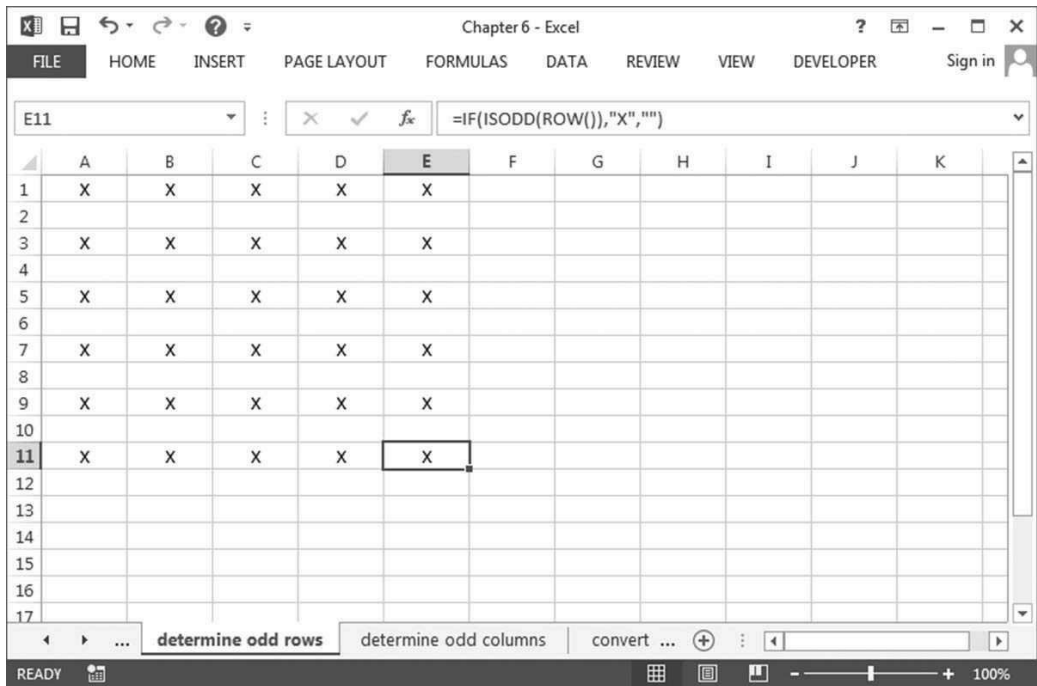 Chapter 6 - Excel ?
FILE HOME INSERT PAGE LAYOUT FORMULAS DATA REVIEW VIEW DEVELOPER Sign in
E11 fx =IF(ISODD(ROW()),"X","")
A B C D E F G H I J K
1 X X X X X
2
3 X X X X X
4
5 X X X X X
6
7 X X X X X
8
9 X X X X X
10
11 X X X X X
12
13
14
15
16
17
... determine odd rows determine odd columns convert ...
READY 100%